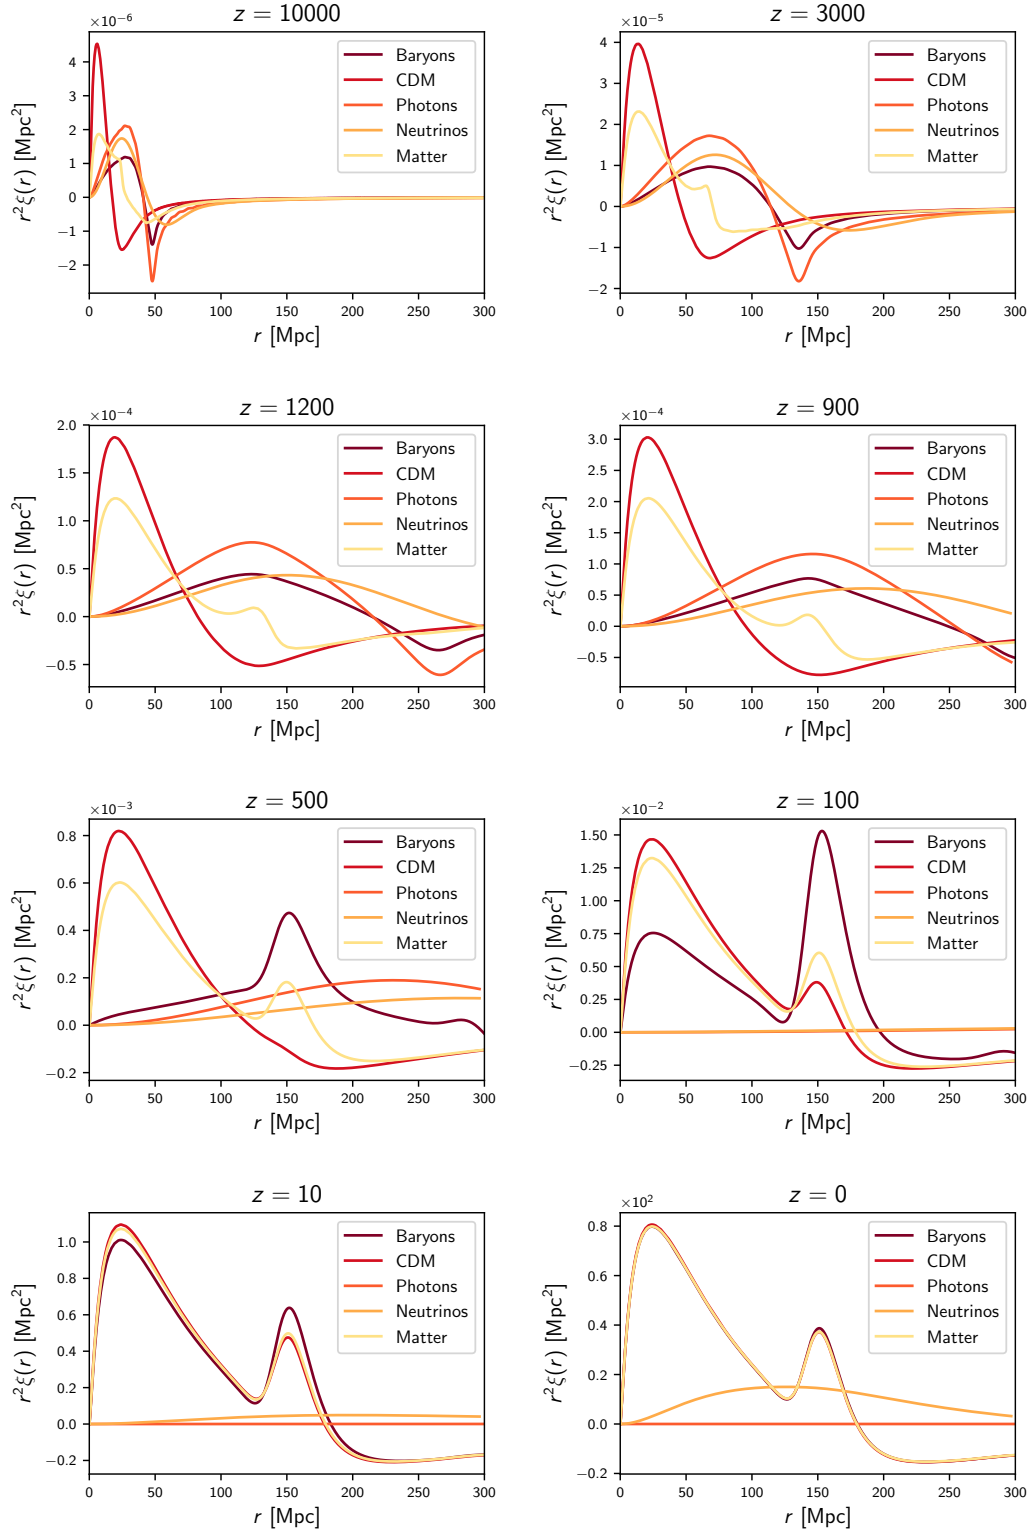 z = 10000
×10⁻⁶
r²ξ(r) [Mpc²]
4
3
2
1
0
−1
−2
Baryons
CDM
Photons
Neutrinos
Matter
0 50 100 150 200 250 300
r [Mpc]
z = 3000
×10⁻⁵
r²ξ(r) [Mpc²]
4
3
2
1
0
−1
−2
Baryons
CDM
Photons
Neutrinos
Matter
0 50 100 150 200 250 300
r [Mpc]
z = 1200
×10⁻⁴
r²ξ(r) [Mpc²]
2.0
1.5
1.0
0.5
0.0
−0.5
Baryons
CDM
Photons
Neutrinos
Matter
0 50 100 150 200 250 300
r [Mpc]
z = 900
×10⁻⁴
r²ξ(r) [Mpc²]
3.0
2.5
2.0
1.5
1.0
0.5
0.0
−0.5
Baryons
CDM
Photons
Neutrinos
Matter
0 50 100 150 200 250 300
r [Mpc]
z = 500
×10⁻³
r²ξ(r) [Mpc²]
0.8
0.6
0.4
0.2
0.0
−0.2
Baryons
CDM
Photons
Neutrinos
Matter
0 50 100 150 200 250 300
r [Mpc]
z = 100
×10⁻²
r²ξ(r) [Mpc²]
1.50
1.25
1.00
0.75
0.50
0.25
0.00
−0.25
Baryons
CDM
Photons
Neutrinos
Matter
0 50 100 150 200 250 300
r [Mpc]
z = 10
r²ξ(r) [Mpc²]
1.0
0.8
0.6
0.4
0.2
0.0
−0.2
Baryons
CDM
Photons
Neutrinos
Matter
0 50 100 150 200 250 300
r [Mpc]
z = 0
×10²
r²ξ(r) [Mpc²]
0.8
0.6
0.4
0.2
0.0
−0.2
Baryons
CDM
Photons
Neutrinos
Matter
0 50 100 150 200 250 300
r [Mpc]